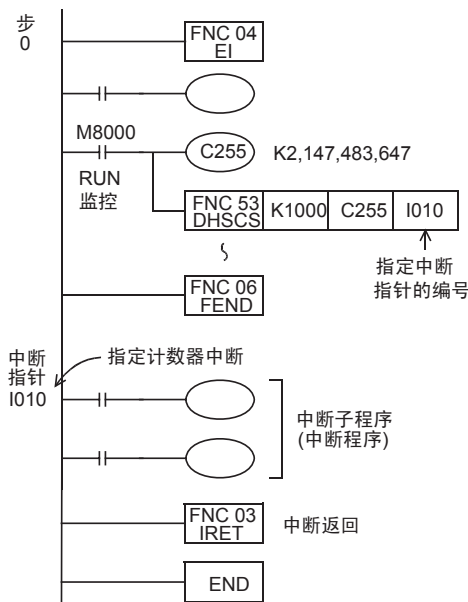 步
0
FNC 04
EI
M8000
RUN
监控
C255
K2,147,483,647
FNC 53
DHSCS
K1000
C255
I010
指定中断
指针的编号
FNC 06
FEND
中断
指针
I010
指定计数器中断
中断子程序
(中断程序)
FNC 03
IRET
中断返回
END